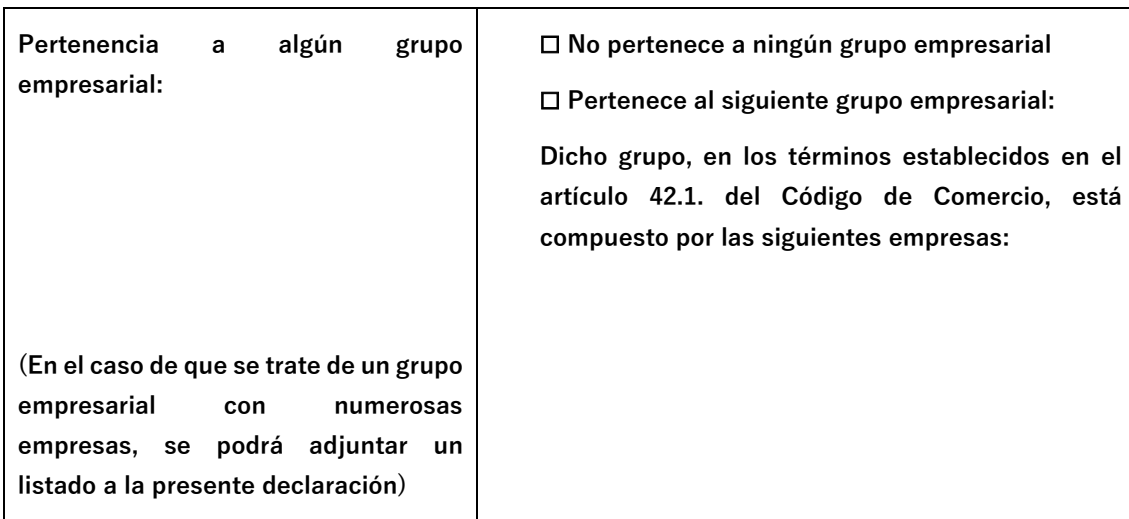 Pertenencia a algún grupo
empresarial:
(En el caso de que se trate de un grupo
empresarial con numerosas
empresas, se podrá adjuntar un
listado a la presente declaración)
☐ No pertenece a ningún grupo empresarial
☐ Pertenece al siguiente grupo empresarial:
Dicho grupo, en los términos establecidos en el
artículo 42.1. del Código de Comercio, está
compuesto por las siguientes empresas: